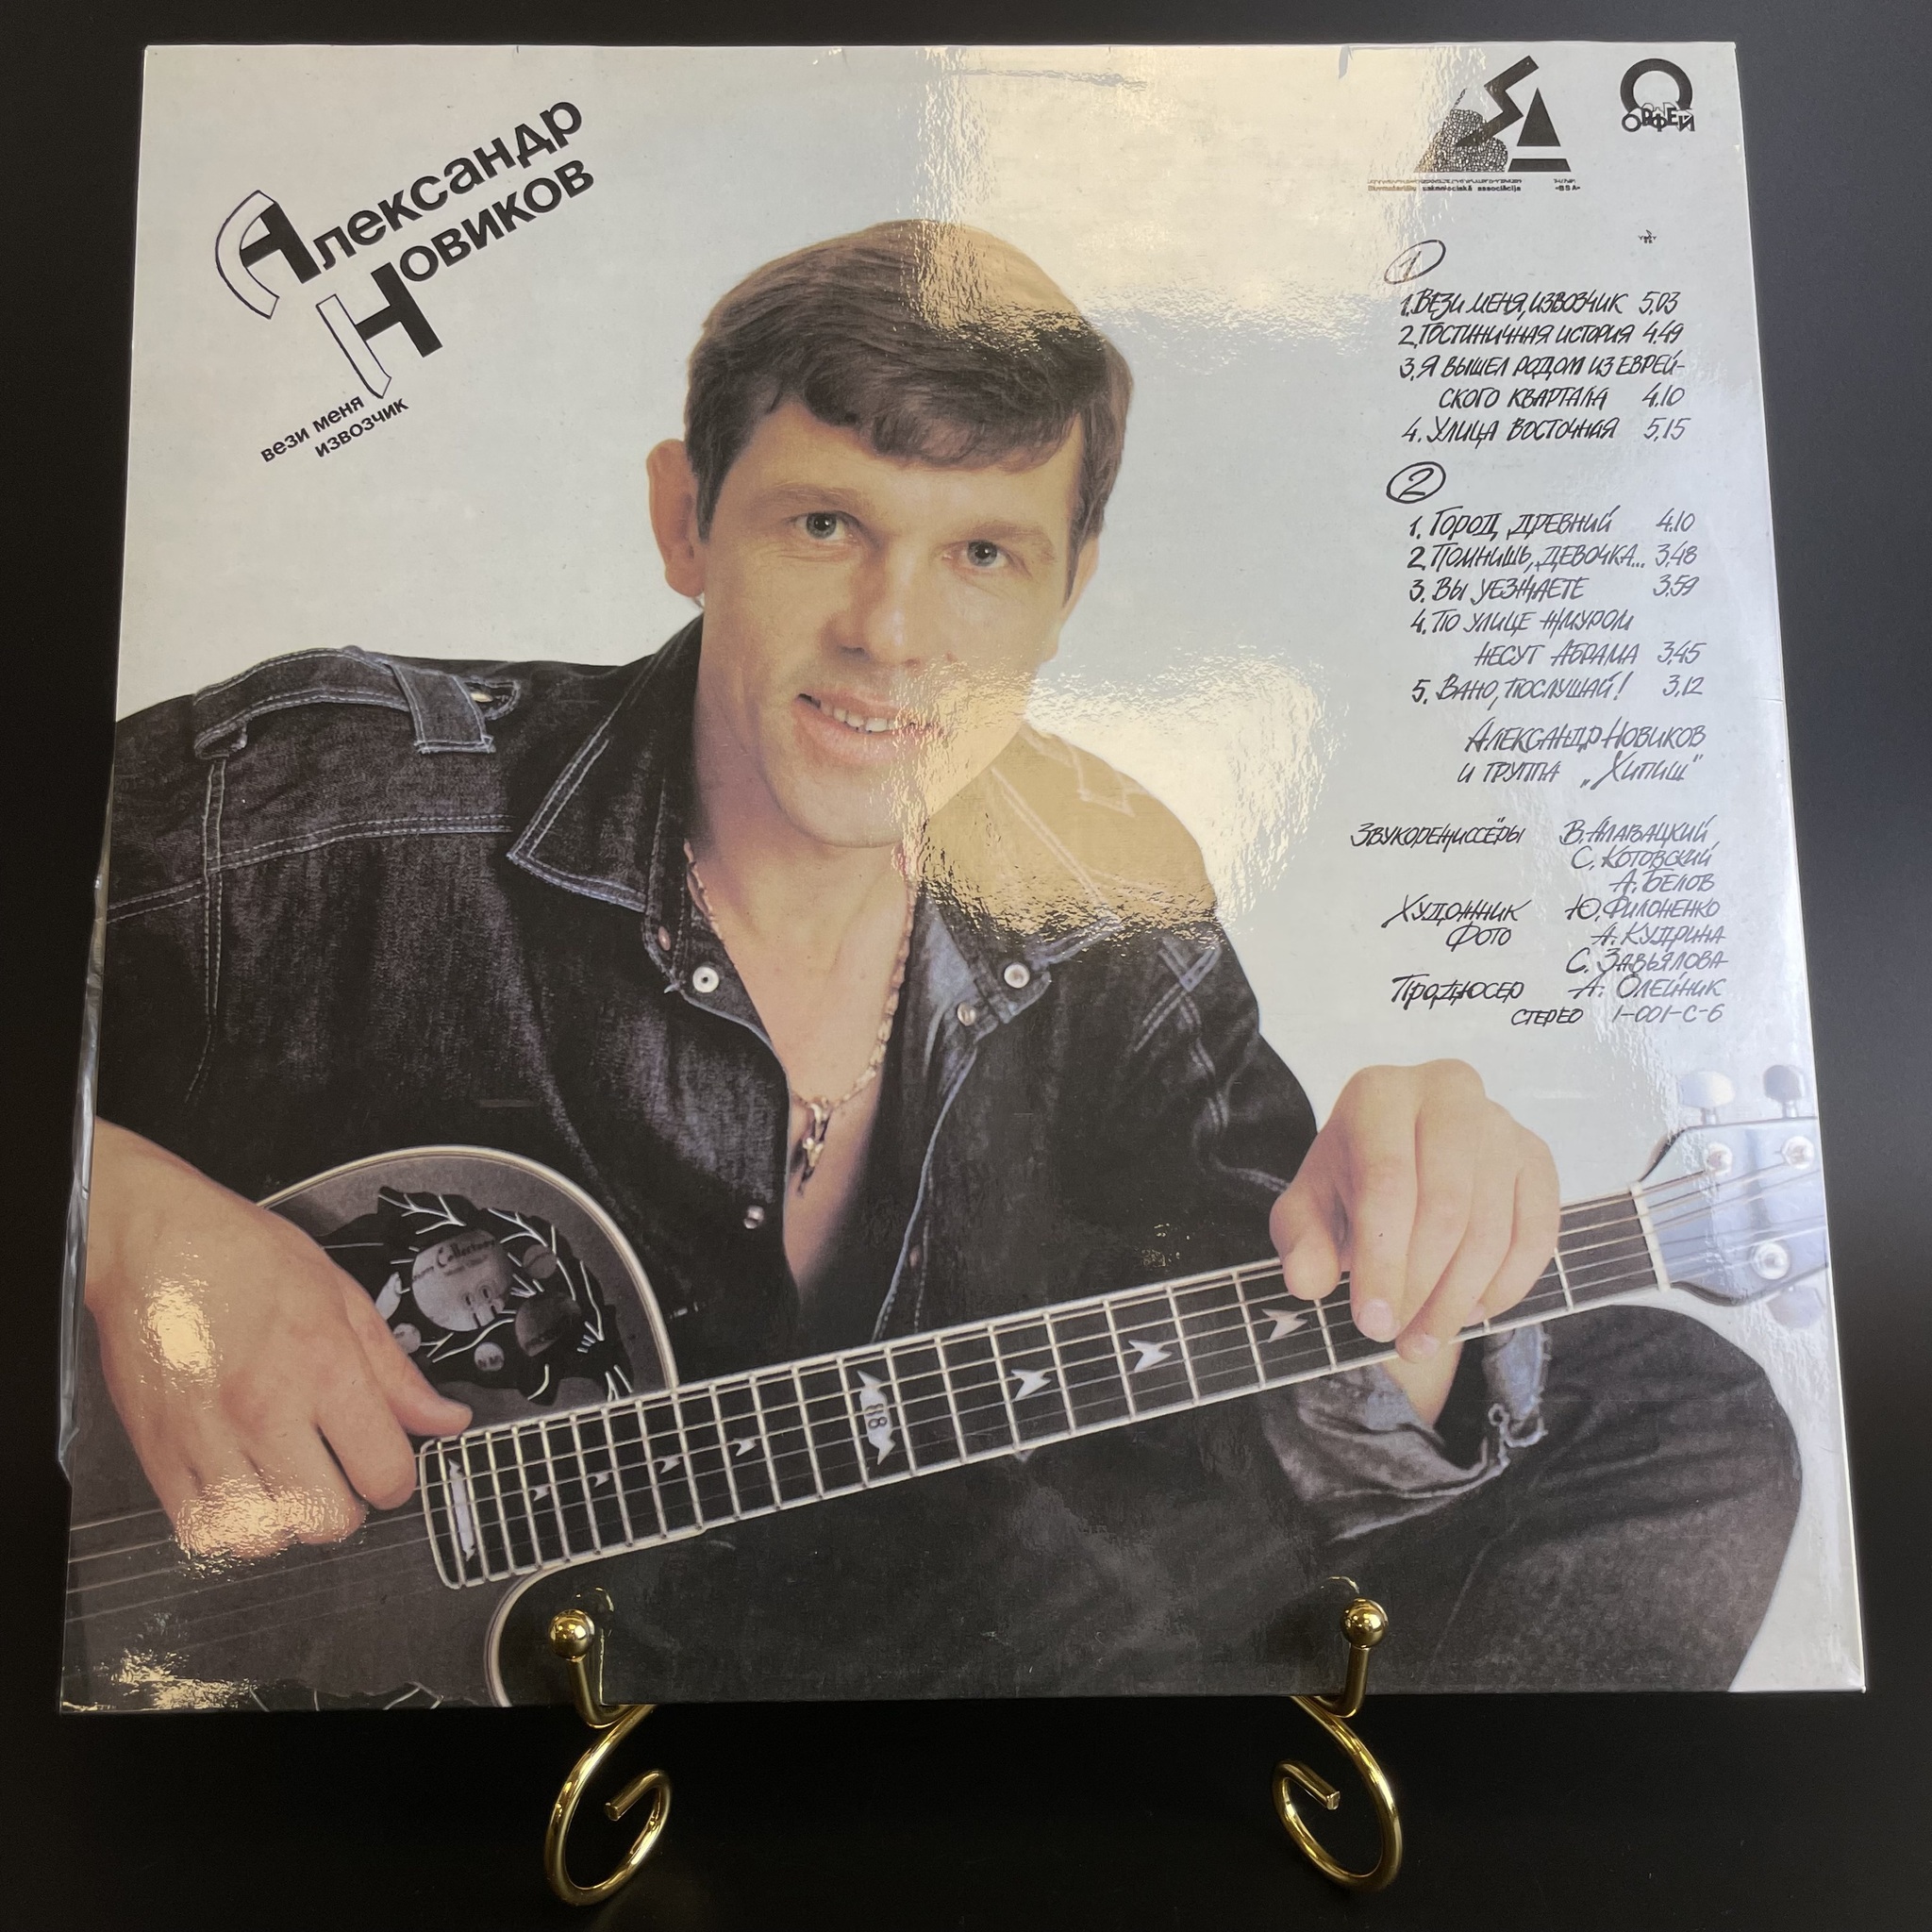 Александр
Новиков
вези меня
извозчик
ОРФЕЙ
1
1. Вези меня, извозчик 5.03
2. Гостиничная история 4.49
3. Я вышел родом из еврей-
ского квартала 4.10
4. Улица Восточная 5.15
2
1. Город древний 4.10
2. Помнишь, девочка... 3.48
3. Вы уезжаете 3.59
4. По улице жмуром
несут Абрама 3.45
5. Вано, послушай! 3.12
Александр Новиков
и группа „Хипиш“
Звукорежиссёры В. Алавацкий
С. Котовский
А. Белов
Художник Ю. Филоненко
Фото А. Кудрина
С. Завьялова
Продюсер А. Олейник
стерео 1-001-С-6